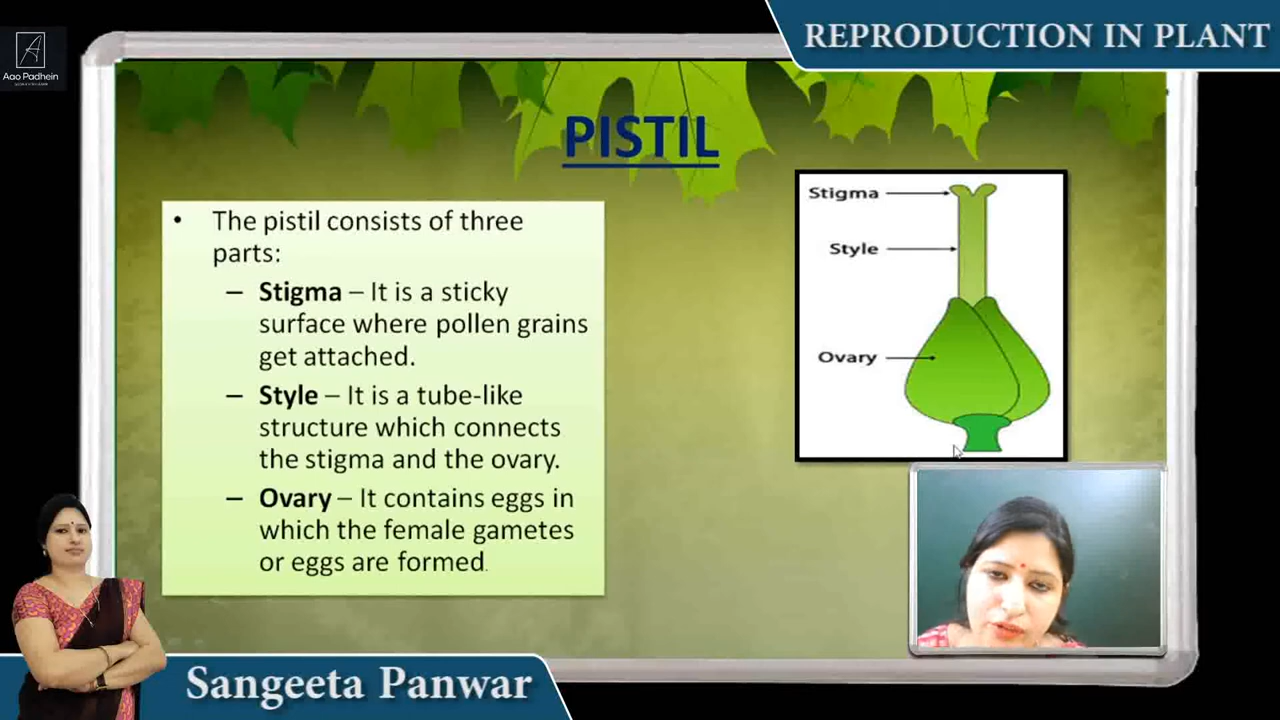 REPRODUCTION IN PLANT
Aao Padhein
PISTIL
• The pistil consists of three
parts:
– Stigma – It is a sticky
surface where pollen grains
get attached.
– Style – It is a tube-like
structure which connects
the stigma and the ovary.
– Ovary – It contains eggs in
which the female gametes
or eggs are formed.
Stigma
Style
Ovary
Sangeeta Panwar